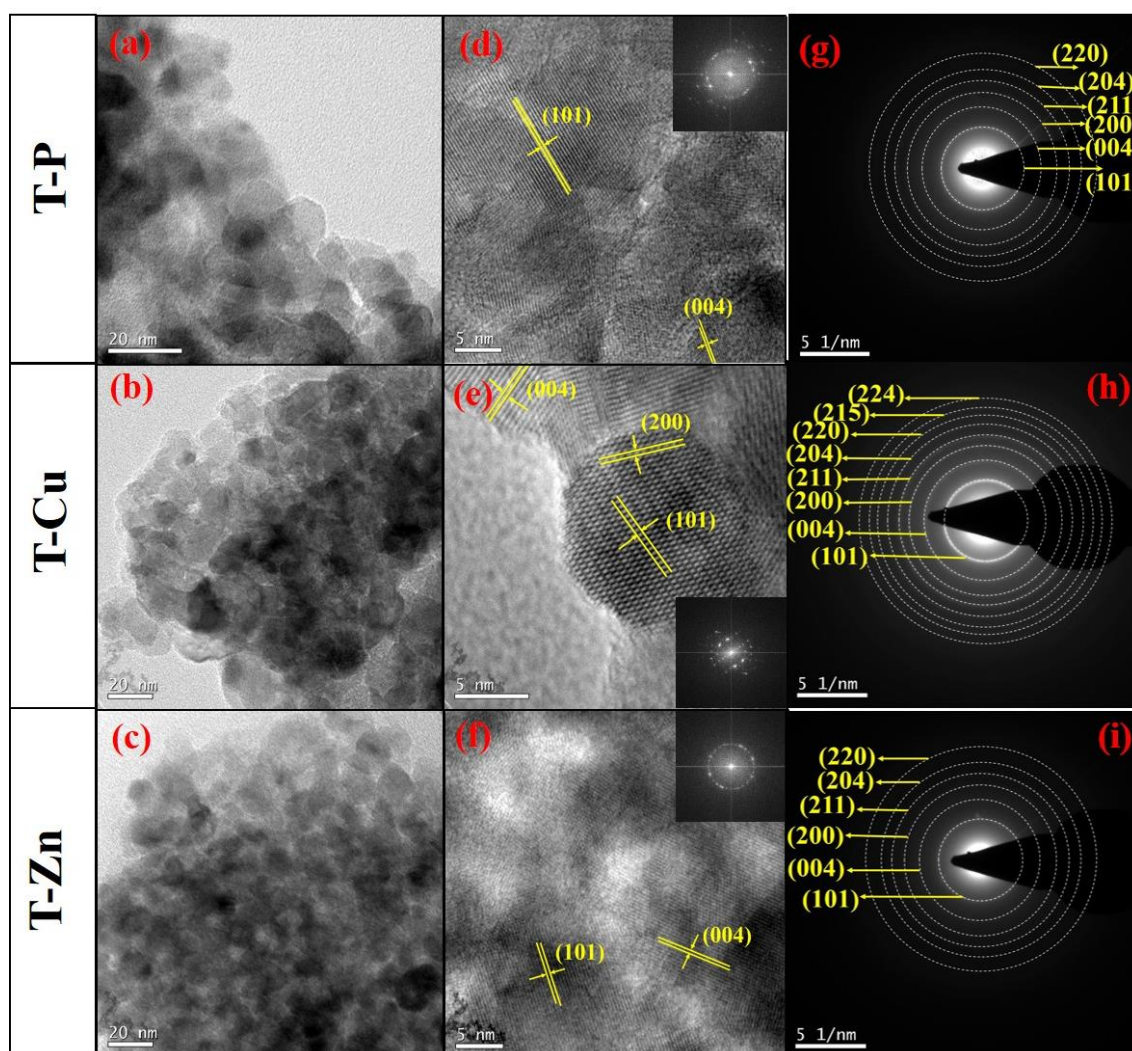 T-P
(a)
20 nm
(d)
(101)
(004)
5 nm
(g)
(220)
(204)
(211
(200
(004
(101
5 1/nm
T-Cu
(b)
20 nm
(e)
(004)
(200)
(101)
5 nm
(h)
(224)
(215)
(220)
(204)
(211)
(200)
(004)
(101)
5 1/nm
T-Zn
(c)
20 nm
(f)
(101)
(004)
5 nm
(i)
(220)
(204)
(211)
(200)
(004)
(101)
5 1/nm